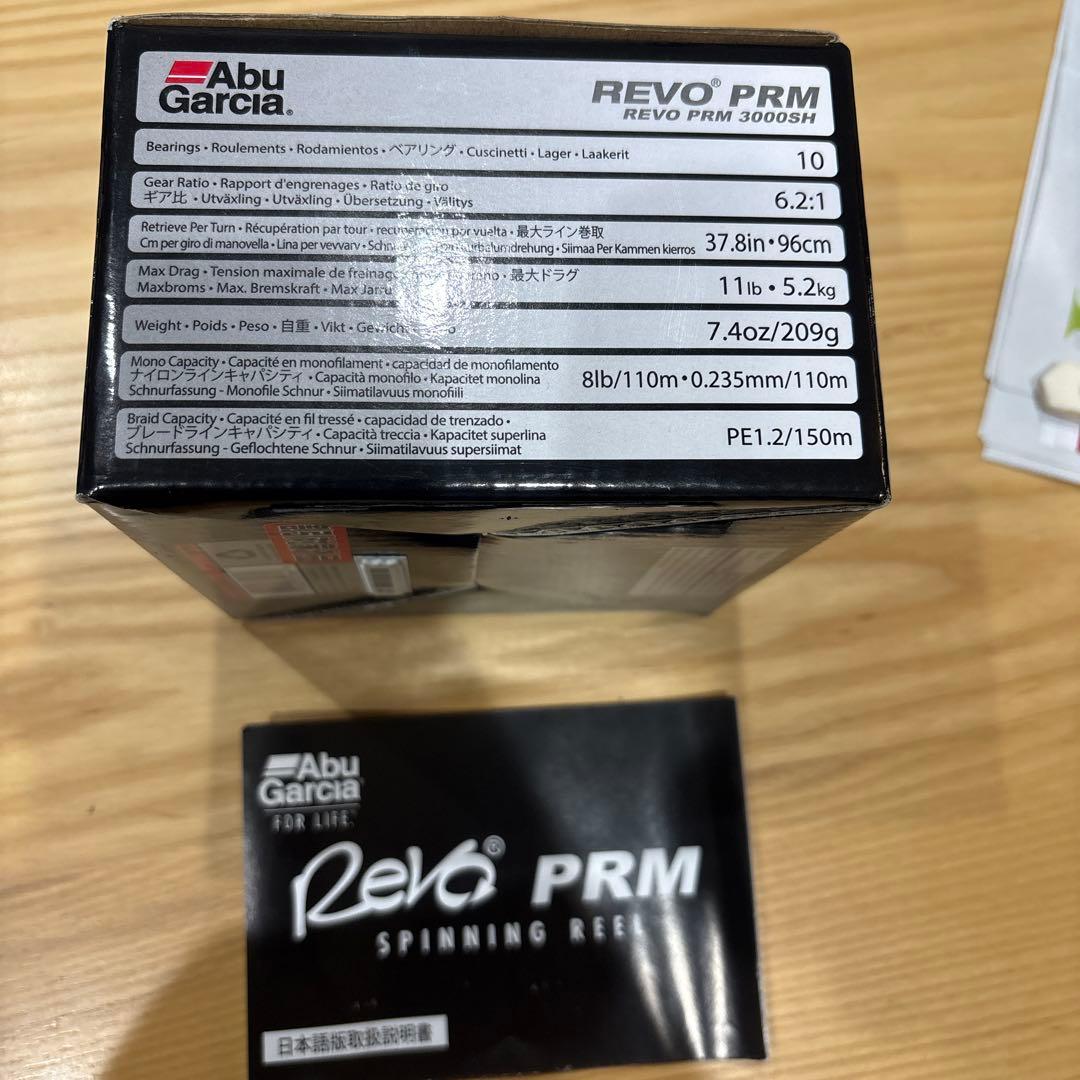 Abu
Garcia®
REVO® PRM
REVO PRM 3000SH
Bearings • Roulements • Rodamientos • ベアリング • Cuscinetti • Lager • Laakerit
10
Gear Ratio • Rapport d'engrenages • Ratio de giro
ギア比 • Utväxling • Utväxling • Übersetzung • Välitys
6.2:1
Retrieve Per Turn • Récupération par tour • recuperación por vuelta • 最大ライン巻取
Cm per giro di manovella • Lina per vevvarv • Siimaa Per Kammen kierros
37.8in • 96cm
Max Drag • Tension maximale de freinage • 最大ドラグ
Maxbroms • Max. Bremskraft • Max Jarru
11lb • 5.2kg
Weight • Poids • Peso • 自重 • Vikt • Gewicht
7.4oz/209g
Mono Capacity • Capacité en monofilament • capacidad de monofilamento
ナイロンラインキャパシティ • Capacità monofilo • Kapacitet monolina
Schnurfassung - Monofile Schnur • Siimatilavuus monofiili
8lb/110m • 0.235mm/110m
Braid Capacity • Capacité en fil tressé • capacidad de trenzado •
ブレードラインキャパシティ • Capacità treccia • Kapacitet superlina
Schnurfassung - Geflochtene Schnur • Siimatilavuus supersiimat
PE1.2/150m
Abu
Garcia
FOR LIFE
Revo® PRM
SPINNING REEL
日本語版取扱説明書